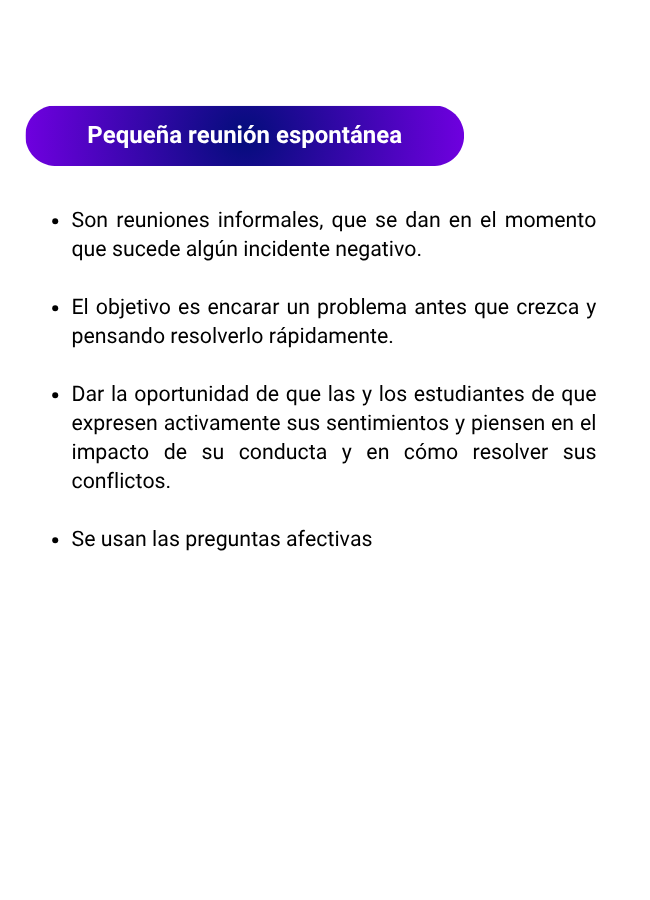 Pequeña reunión espontánea
• Son reuniones informales, que se dan en el momento
que sucede algún incidente negativo.
• El objetivo es encarar un problema antes que crezca y
pensando resolverlo rápidamente.
• Dar la oportunidad de que las y los estudiantes de que
expresen activamente sus sentimientos y piensen en el
impacto de su conducta y en cómo resolver sus
conflictos.
• Se usan las preguntas afectivas